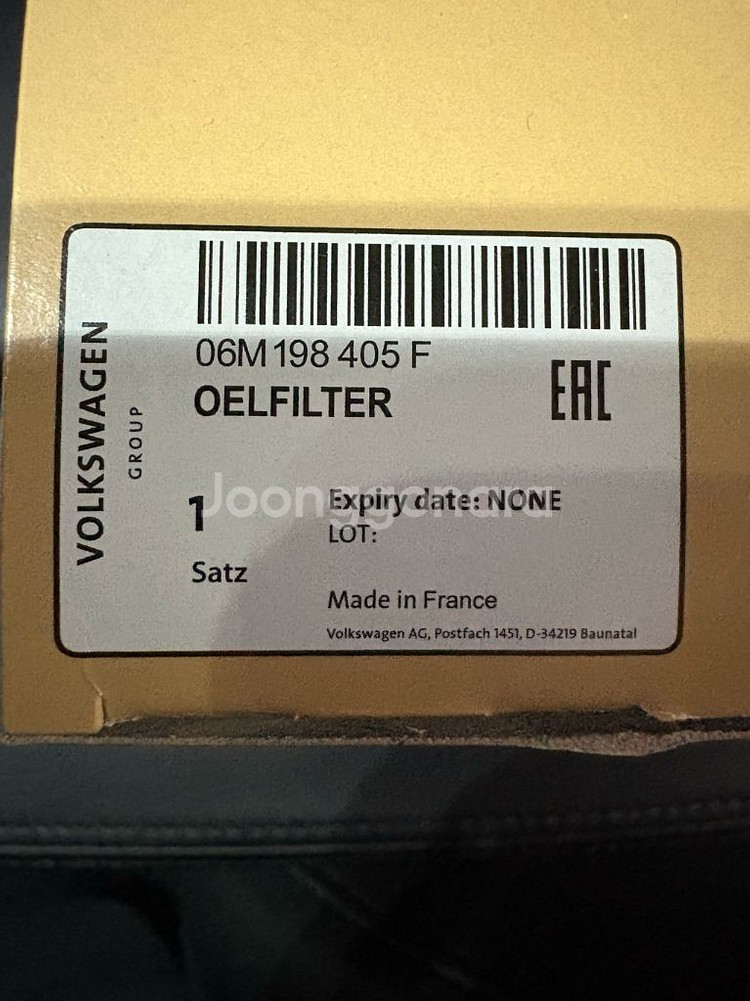 VOLKSWAGEN
GROUP
06M 198 405 F
OELFILTER
EAC
1
Satz
Expiry date: NONE
LOT:
Made in France
Volkswagen AG, Postfach 1451, D-34219 Baunatal
Joonggonara